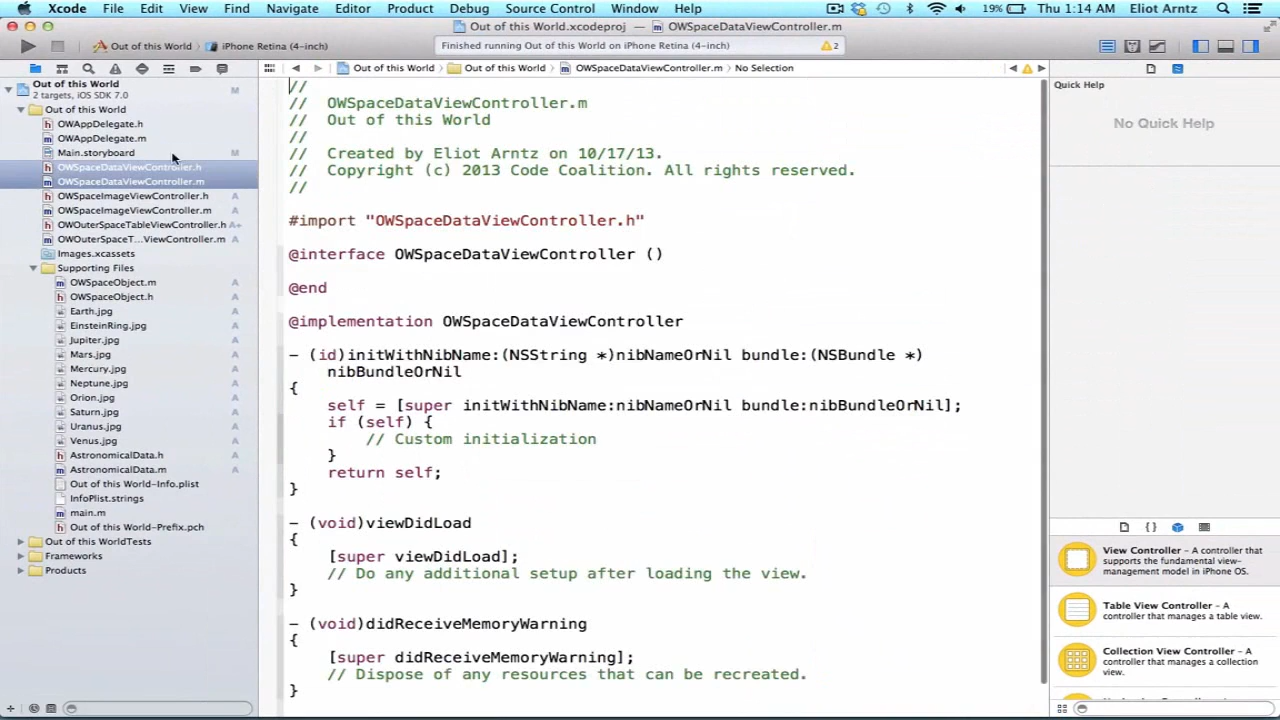 Xcode File Edit View Find Navigate Editor Product Debug Source Control Window Help 19% Thu 1:14 AM Eliot Arntz
Out of this World.xcodeproj — OWSpaceDataViewController.m
Out of this World iPhone Retina (4-inch) Finished running Out of this World on iPhone Retina (4-inch) 2
Out of this World Out of this World OWSpaceDataViewController.m No Selection
Out of this World M
2 targets, iOS SDK 7.0
Out of this World
OWAppDelegate.h
OWAppDelegate.m
Main.storyboard M
OWSpaceDataViewController.h
OWSpaceDataViewController.m
OWSpaceImageViewController.h A
OWSpaceImageViewController.m A
OWOuterSpaceTableViewController.h A+
OWOuterSpaceT...ViewController.m A
Images.xcassets
Supporting Files
OWSpaceObject.m A
OWSpaceObject.h A
Earth.jpg A
EinsteinRing.jpg A
Jupiter.jpg A
Mars.jpg A
Mercury.jpg A
Neptune.jpg A
Orion.jpg A
Saturn.jpg A
Uranus.jpg A
Venus.jpg A
AstronomicalData.h A
AstronomicalData.m A
Out of this World-Info.plist
InfoPlist.strings
main.m
Out of this World-Prefix.pch
Out of this WorldTests
Frameworks
Products
//
// OWSpaceDataViewController.m
// Out of this World
//
// Created by Eliot Arntz on 10/17/13.
// Copyright (c) 2013 Code Coalition. All rights reserved.
//
#import "OWSpaceDataViewController.h"
@interface OWSpaceDataViewController ()
@end
@implementation OWSpaceDataViewController
- (id)initWithNibName:(NSString *)nibNameOrNil bundle:(NSBundle *)
nibBundleOrNil
{
self = [super initWithNibName:nibNameOrNil bundle:nibBundleOrNil];
if (self) {
// Custom initialization
}
return self;
}
- (void)viewDidLoad
{
[super viewDidLoad];
// Do any additional setup after loading the view.
}
- (void)didReceiveMemoryWarning
{
[super didReceiveMemoryWarning];
// Dispose of any resources that can be recreated.
}
Quick Help
No Quick Help
View Controller - A controller that
supports the fundamental view-
management model in iPhone OS.
Table View Controller - A
controller that manages a table view.
Collection View Controller - A
controller that manages a collection
view.